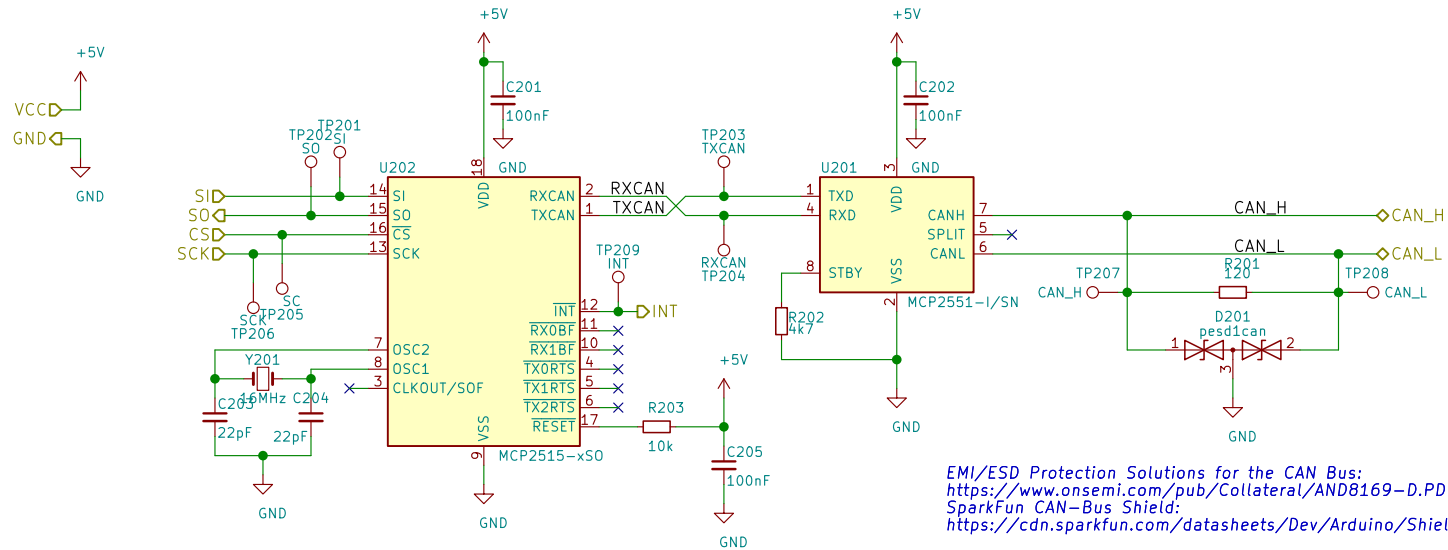 +5V
+5V
+5V
VCC
GND
GND
C201
100nF
C202
100nF
TP201
SI
TP202
SO
TP203
TXCAN
U202
18
GND
U201
3
GND
SI
SO
CS
SCK
14
15
16
13
SI
SO
CS
SCK
VDD
RXCAN
TXCAN
2
1
RXCAN
TXCAN
1
4
TXD
RXD
VDD
CANH
SPLIT
CANL
7
5
6
CAN_H
CAN_L
CAN_H
CAN_L
RXCAN
TP204
TP209
INT
8
STBY
VSS
2
MCP2551-I/SN
R202
4k7
TP207
CAN_H
R201
120
TP208
CAN_L
D201
pesd1can
1
2
3
GND
GND
SC
TP205
SCK
TP206
INT
12
INT
RX0BF
11
RX1BF
10
TX0RTS
4
TX1RTS
5
TX2RTS
6
RESET
17
7
8
3
OSC2
OSC1
CLKOUT/SOF
VSS
9
MCP2515-xSO
Y201
16MHz
C203
22pF
C204
22pF
GND
GND
R203
10k
+5V
C205
100nF
GND
EMI/ESD Protection Solutions for the CAN Bus:
https://www.onsemi.com/pub/Collateral/AND8169-D.PD
SparkFun CAN-Bus Shield:
https://cdn.sparkfun.com/datasheets/Dev/Arduino/Shiel